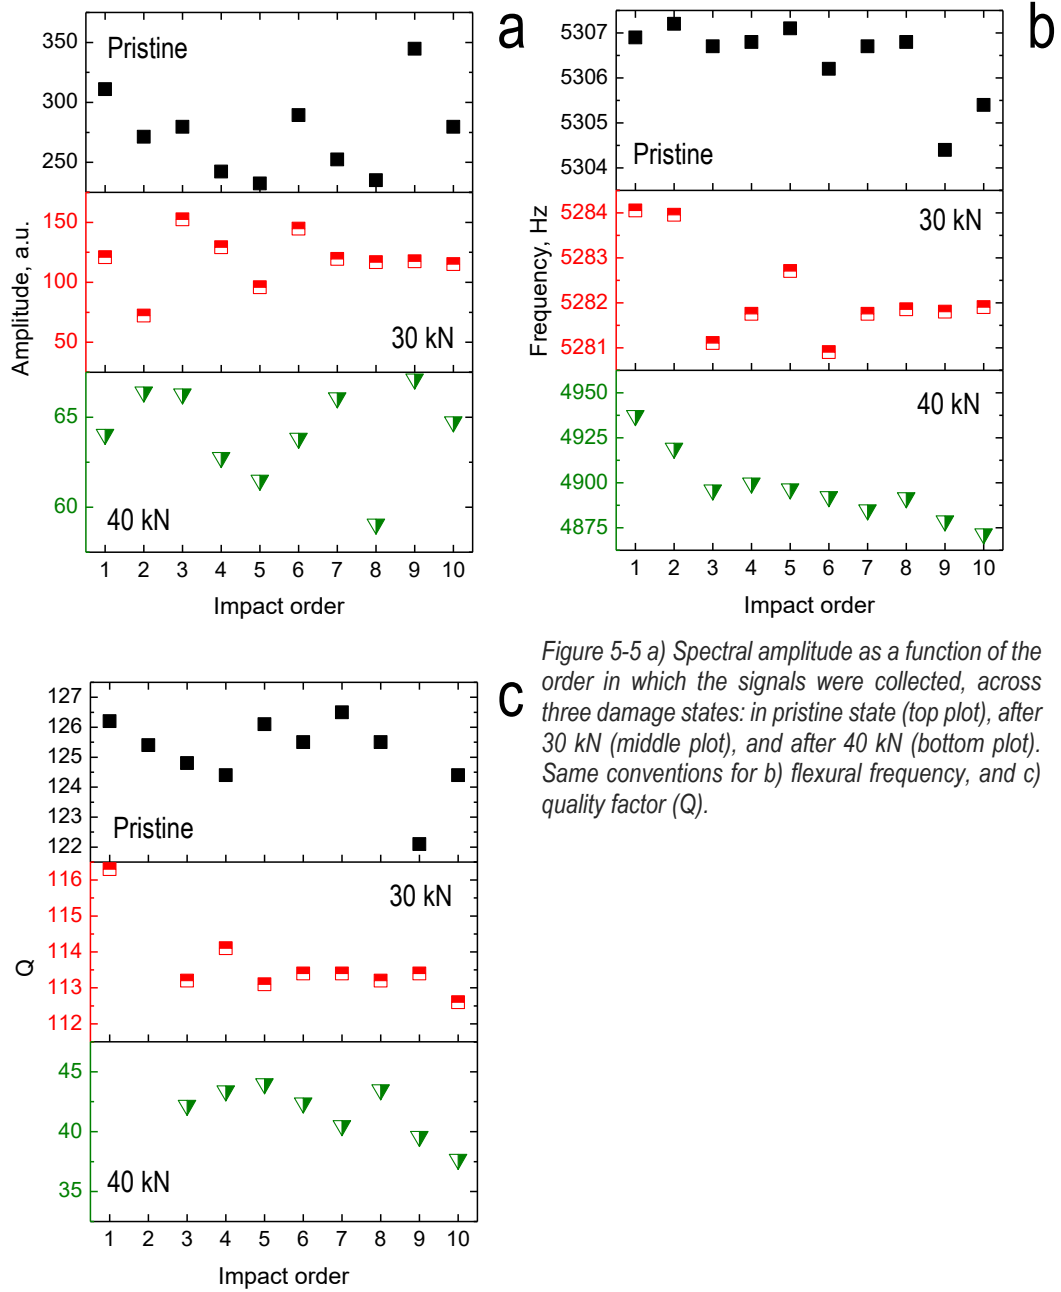 a
Pristine
350
300
250
150
100
50
30 kN
65
60
40 kN
Amplitude, a.u.
1 2 3 4 5 6 7 8 9 10
Impact order
b
5307
5306
5305
5304
Pristine
5284
5283
5282
5281
30 kN
4950
4925
4900
4875
40 kN
Frequency, Hz
1 2 3 4 5 6 7 8 9 10
Impact order
c
127
126
125
124
123
122
Pristine
116
115
114
113
112
30 kN
45
40
35
40 kN
Q
1 2 3 4 5 6 7 8 9 10
Impact order
Figure 5-5 a) Spectral amplitude as a function of the
order in which the signals were collected, across
three damage states: in pristine state (top plot), after
30 kN (middle plot), and after 40 kN (bottom plot).
Same conventions for b) flexural frequency, and c)
quality factor (Q).